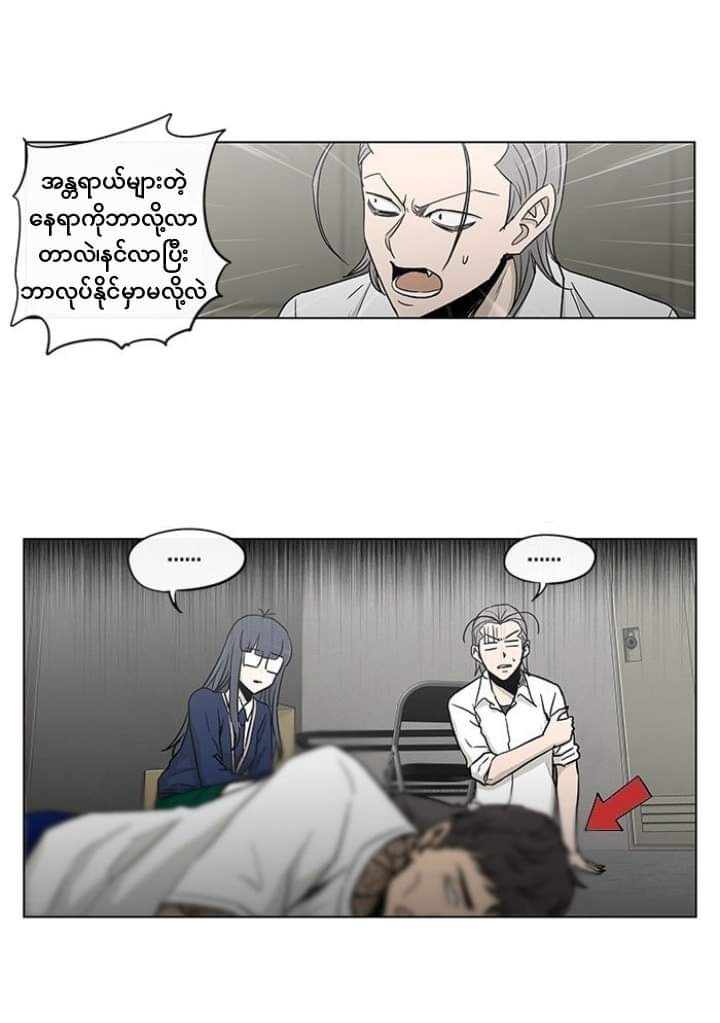 အန္တရာယ်များတဲ့
နေရာကိုဘာလို့လာ
တာလဲ၊နင်လာပြီး
ဘာလုပ်နိုင်မှာမလို့လဲ
......
......